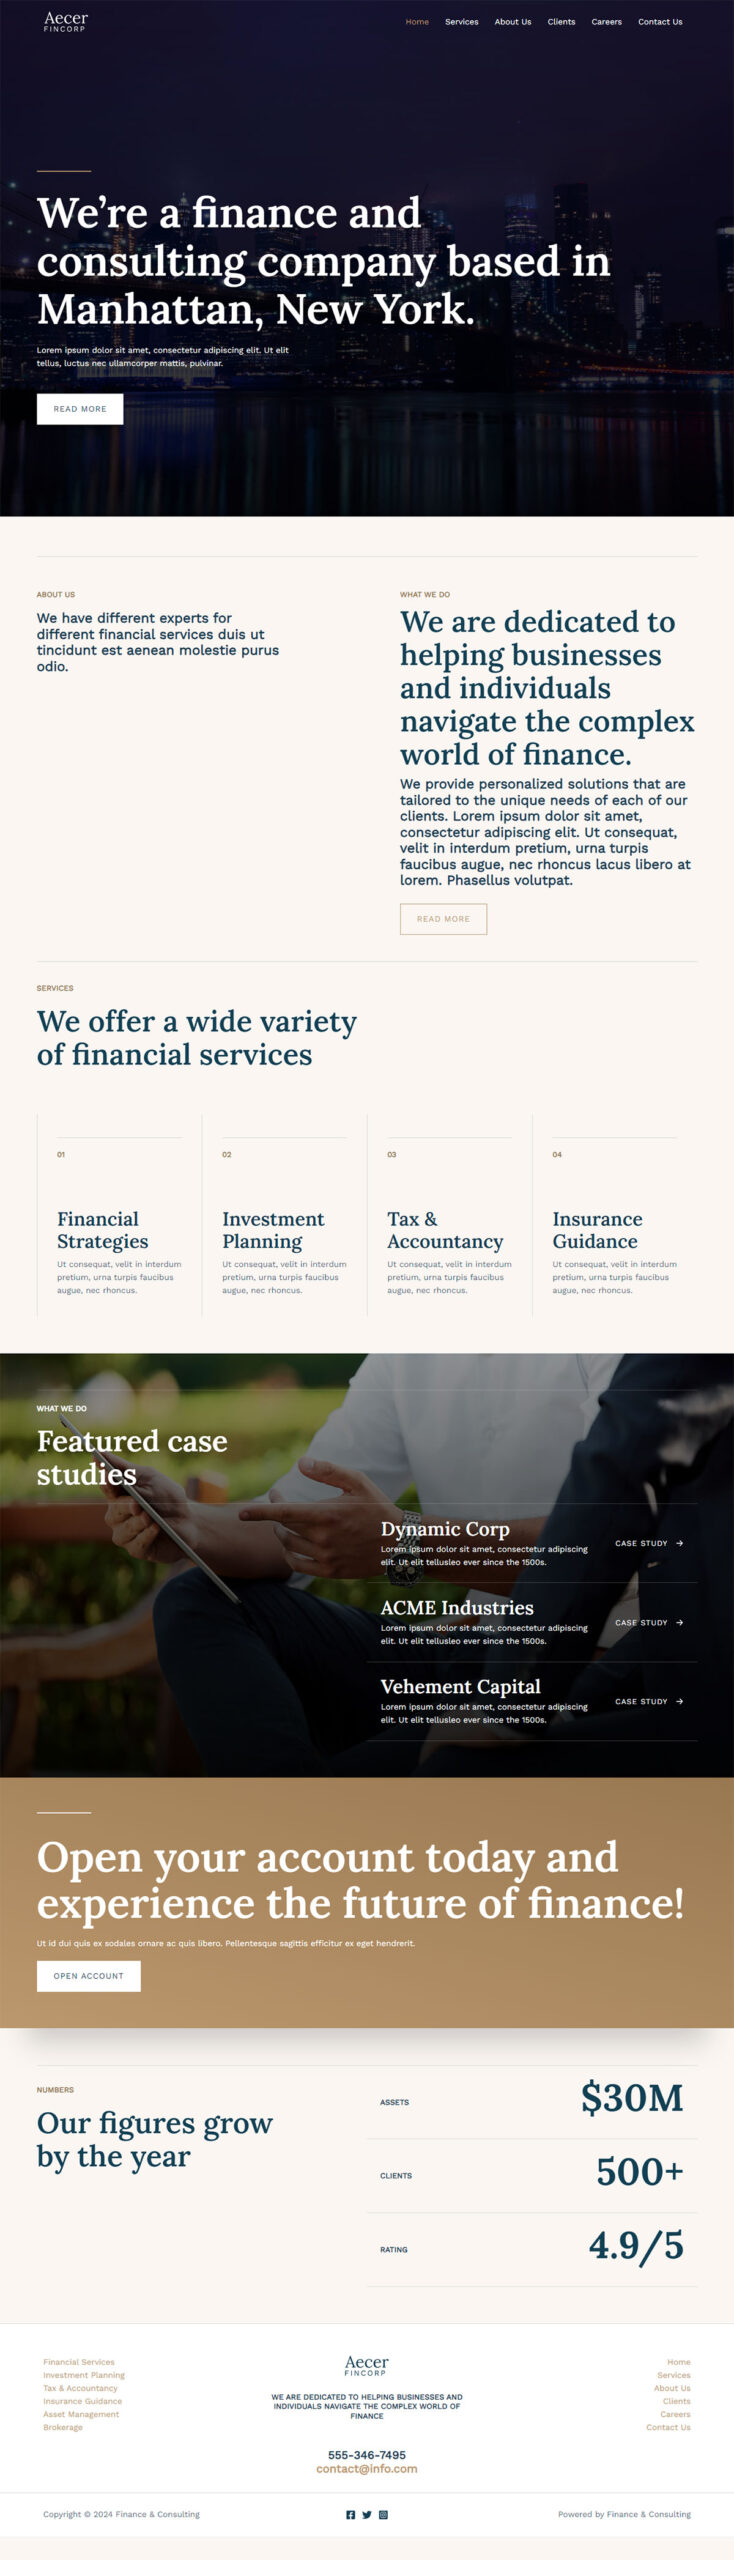 Aecer
FINCORP
Home Services About Us Clients Careers Contact Us
We’re a finance and
consulting company based in
Manhattan, New York.
Lorem ipsum dolor sit amet, consectetur adipiscing elit. Ut elit
tellus, luctus nec ullamcorper mattis, pulvinar.
READ MORE
ABOUT US
We have different experts for
different financial services duis ut
tincidunt est aenean molestie purus
odio.
WHAT WE DO
We are dedicated to
helping businesses
and individuals
navigate the complex
world of finance.
We provide personalized solutions that are
tailored to the unique needs of each of our
clients. Lorem ipsum dolor sit amet,
consectetur adipiscing elit. Ut consequat,
velit in interdum pretium, urna turpis
faucibus augue, nec rhoncus lacus libero at
lorem. Phasellus volutpat.
READ MORE
SERVICES
We offer a wide variety
of financial services
01
Financial
Strategies
Ut consequat, velit in interdum
pretium, urna turpis faucibus
augue, nec rhoncus.
02
Investment
Planning
Ut consequat, velit in interdum
pretium, urna turpis faucibus
augue, nec rhoncus.
03
Tax &
Accountancy
Ut consequat, velit in interdum
pretium, urna turpis faucibus
augue, nec rhoncus.
04
Insurance
Guidance
Ut consequat, velit in interdum
pretium, urna turpis faucibus
augue, nec rhoncus.
WHAT WE DO
Featured case
studies
Dynamic Corp
Lorem ipsum dolor sit amet, consectetur adipiscing
elit. Ut elit tellusleo ever since the 1500s.
CASE STUDY →
ACME Industries
Lorem ipsum dolor sit amet, consectetur adipiscing
elit. Ut elit tellusleo ever since the 1500s.
CASE STUDY →
Vehement Capital
Lorem ipsum dolor sit amet, consectetur adipiscing
elit. Ut elit tellusleo ever since the 1500s.
CASE STUDY →
Open your account today and
experience the future of finance!
Ut id dui quis ex sodales ornare ac quis libero. Pellentesque sagittis efficitur ex eget hendrerit.
OPEN ACCOUNT
NUMBERS
Our figures grow
by the year
ASSETS $30M
CLIENTS 500+
RATING 4.9/5
Financial Services
Investment Planning
Tax & Accountancy
Insurance Guidance
Asset Management
Brokerage
Aecer
FINCORP
WE ARE DEDICATED TO HELPING BUSINESSES AND
INDIVIDUALS NAVIGATE THE COMPLEX WORLD OF
FINANCE
555-346-7495
contact@info.com
Home
Services
About Us
Clients
Careers
Contact Us
Copyright © 2024 Finance & Consulting
Powered by Finance & Consulting